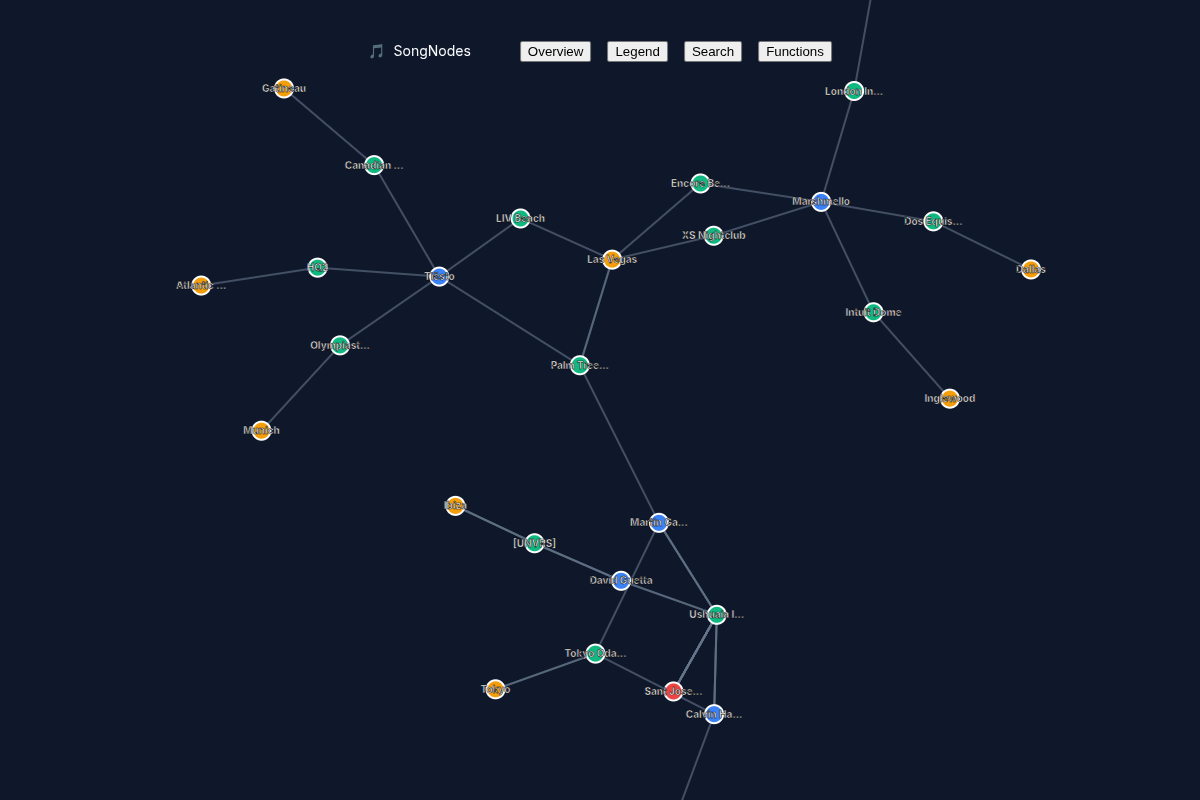 SongNodes
Overview
Legend
Search
Functions
Gatineau
London In...
Canadian ...
Encore Be...
Marshmello
LIV Beach
Dos Equis...
XS Nightclub
Las Vegas
HQ2
Dallas
Tiësto
Atlantic ...
Intuit Dome
Olympiast...
Palm Tree...
Inglewood
Munich
Ibiza
Martin Ga...
[UNVRS]
David Guetta
Ushuaïa I...
Tokyo Oda...
Tokyo
Sant Jose...
Calvin Ha...